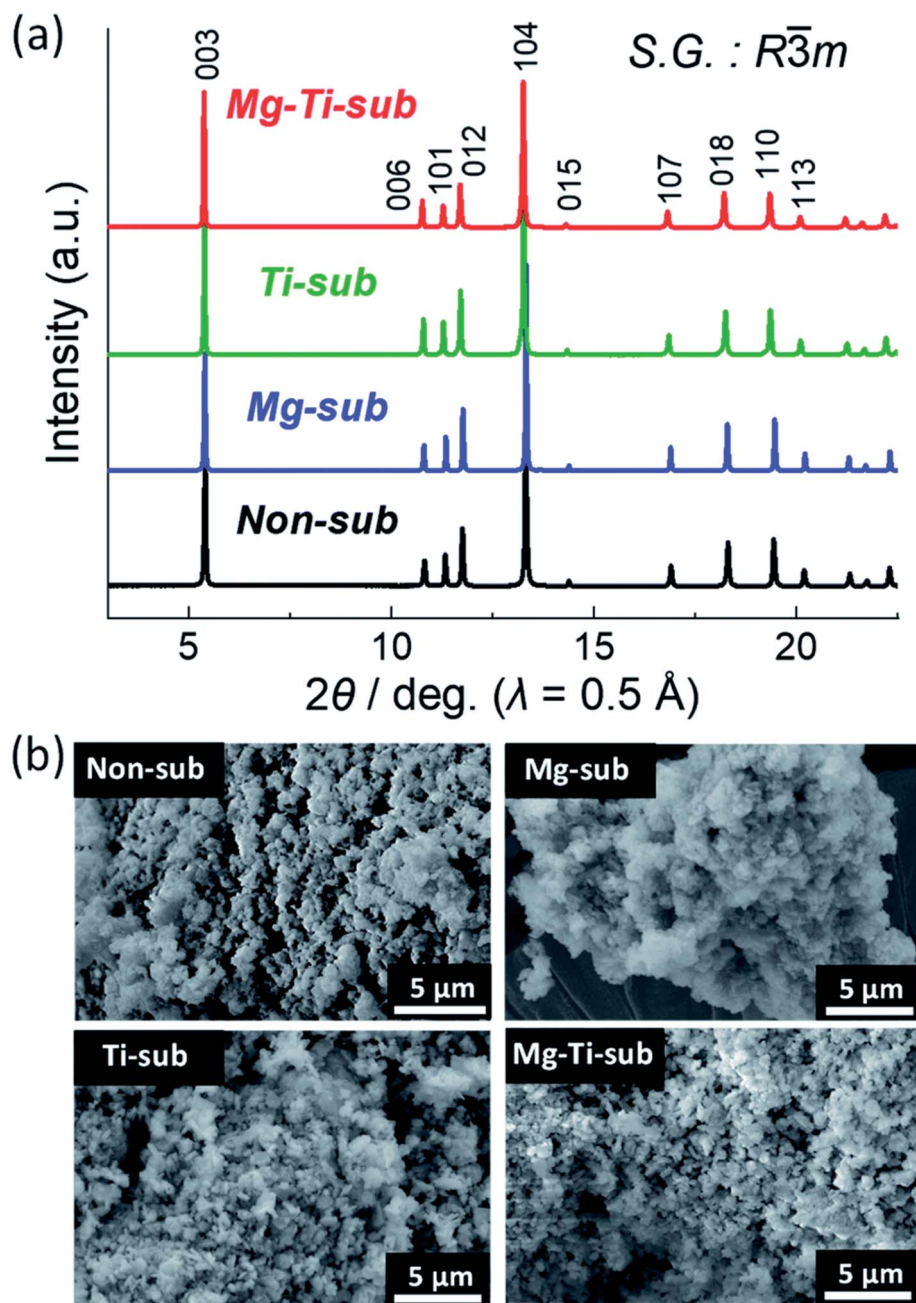 (a)
S.G. : R3̅m
003
104
Mg-Ti-sub
006
101
012
015
107
018
110
113
Ti-sub
Mg-sub
Non-sub
Intensity (a.u.)
5
10
15
20
2θ / deg. (λ = 0.5 Å)
(b)
Non-sub
5 μm
Mg-sub
5 μm
Ti-sub
5 μm
Mg-Ti-sub
5 μm